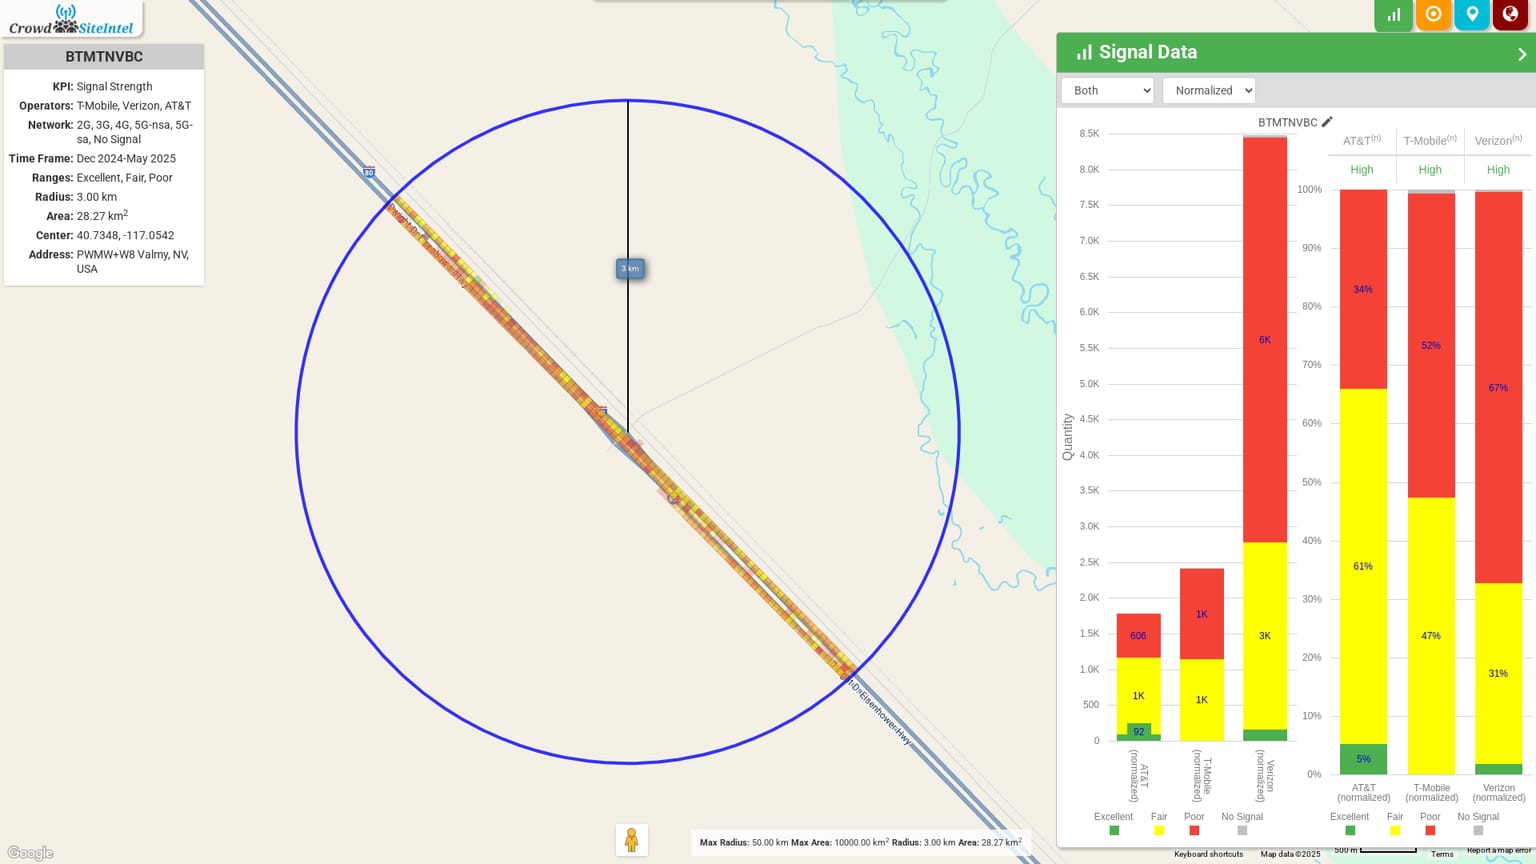 Crowd SiteIntel
BTMTNVBC
KPI: Signal Strength
Operators: T-Mobile, Verizon, AT&T
Network: 2G, 3G, 4G, 5G-nsa, 5G-
sa, No Signal
Time Frame: Dec 2024-May 2025
Ranges: Excellent, Fair, Poor
Radius: 3.00 km
Area: 28.27 km²
Center: 40.7348, -117.0542
Address: PWMW+W8 Valmy, NV,
USA
80
3 km
Eisenhower Hwy
Google
Max Radius: 50.00 km Max Area: 10000.00 km² Radius: 3.00 km Area: 28.27 km²
Signal Data
Both
Normalized
BTMTNVBC
Quantity
8.5K
8.0K
7.5K
7.0K
6.5K
6.0K
5.5K
5.0K
4.5K
4.0K
3.5K
3.0K
2.5K
2.0K
1.5K
1.0K
500
0
606
1K
92
1K
1K
6K
3K
AT&T
(normalized)
T-Mobile
(normalized)
Verizon
(normalized)
Excellent Fair Poor No Signal
AT&T(n) T-Mobile(n) Verizon(n)
High High High
100%
90%
80%
70%
60%
50%
40%
30%
20%
10%
0%
34%
61%
5%
52%
47%
67%
31%
AT&T
(normalized)
T-Mobile
(normalized)
Verizon
(normalized)
Excellent Fair Poor No Signal
Keyboard shortcuts Map data ©2025 500 m Terms Report a map error